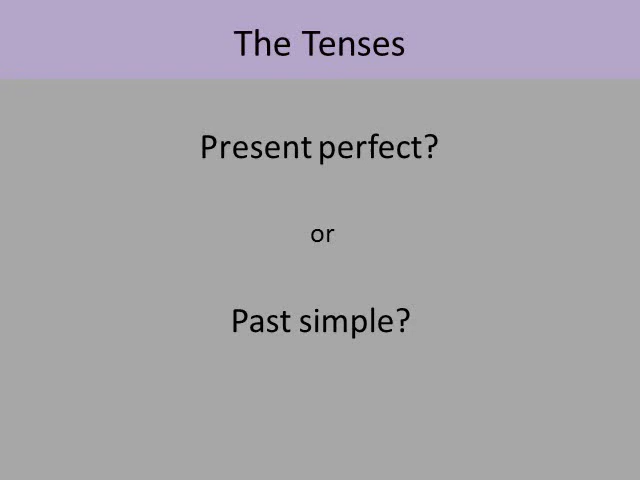 The Tenses
Present perfect?
or
Past simple?